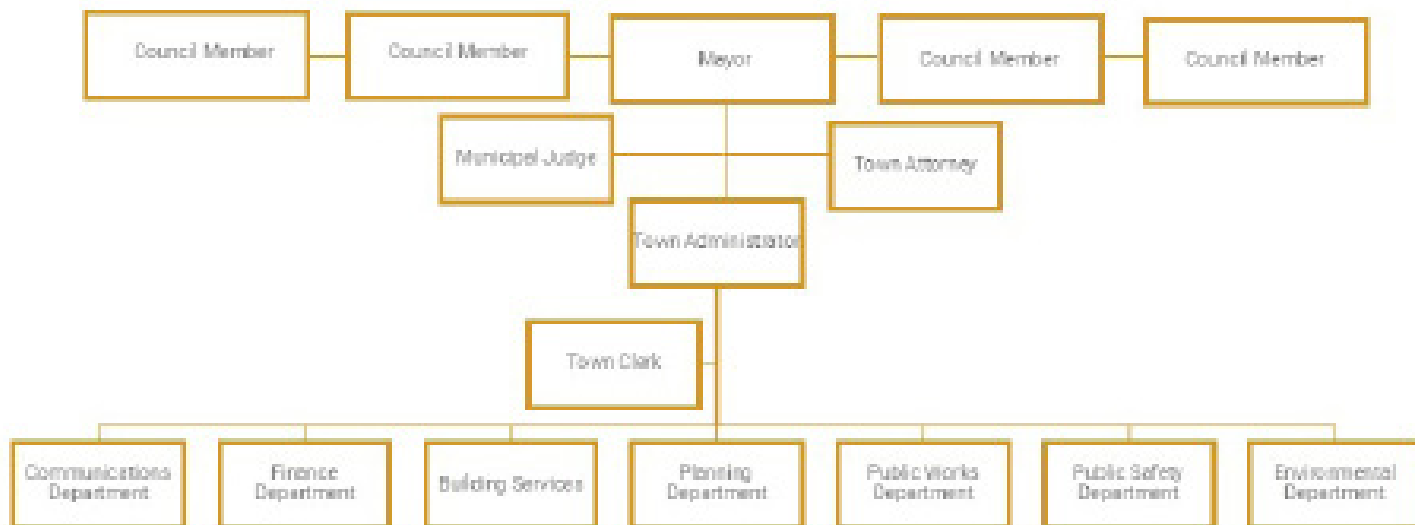 Council Member
Council Member
Mayor
Council Member
Council Member
Municipal Judge
Town Attorney
Town Administrator
Town Clerk
Communications
Department
Finance
Department
Building Services
Planning
Department
Public Works
Department
Public Safety
Department
Environmental
Department